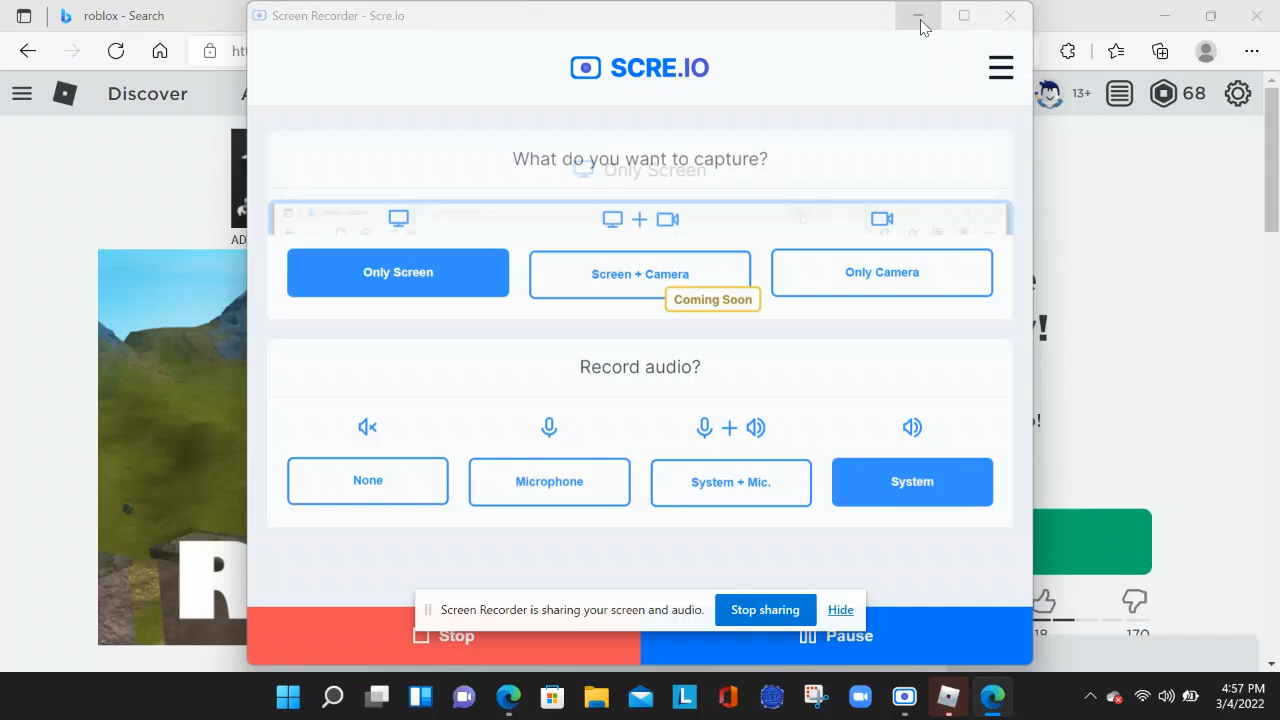 roblox - Search
Screen Recorder - Scre.io
SCRE.IO
Discover
13+
68
What do you want to capture?
Only Screen
Only Screen
Screen + Camera
Only Camera
Coming Soon
AD
Record audio?
None
Microphone
System + Mic.
System
R
Screen Recorder is sharing your screen and audio.
Stop sharing
Hide
Stop
Pause
170
4:57 PM
3/4/2022